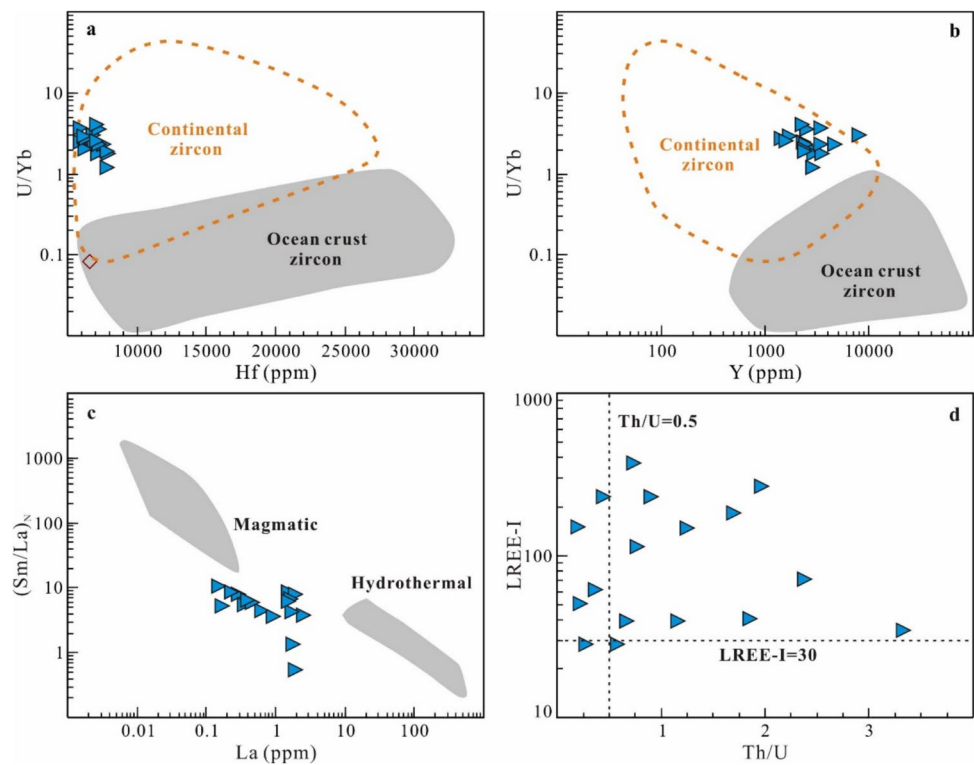 a
10
1
0.1
U/Yb
Continental
zircon
Ocean crust
zircon
10000 15000 20000 25000 30000
Hf (ppm)
b
10
1
0.1
U/Yb
Continental
zircon
Ocean crust
zircon
100 1000 10000
Y (ppm)
c
1000
100
10
1
(Sm/La)N
Magmatic
Hydrothermal
0.01 0.1 1 10 100
La (ppm)
d
1000
100
10
LREE-I
Th/U=0.5
LREE-I=30
1 2 3
Th/U